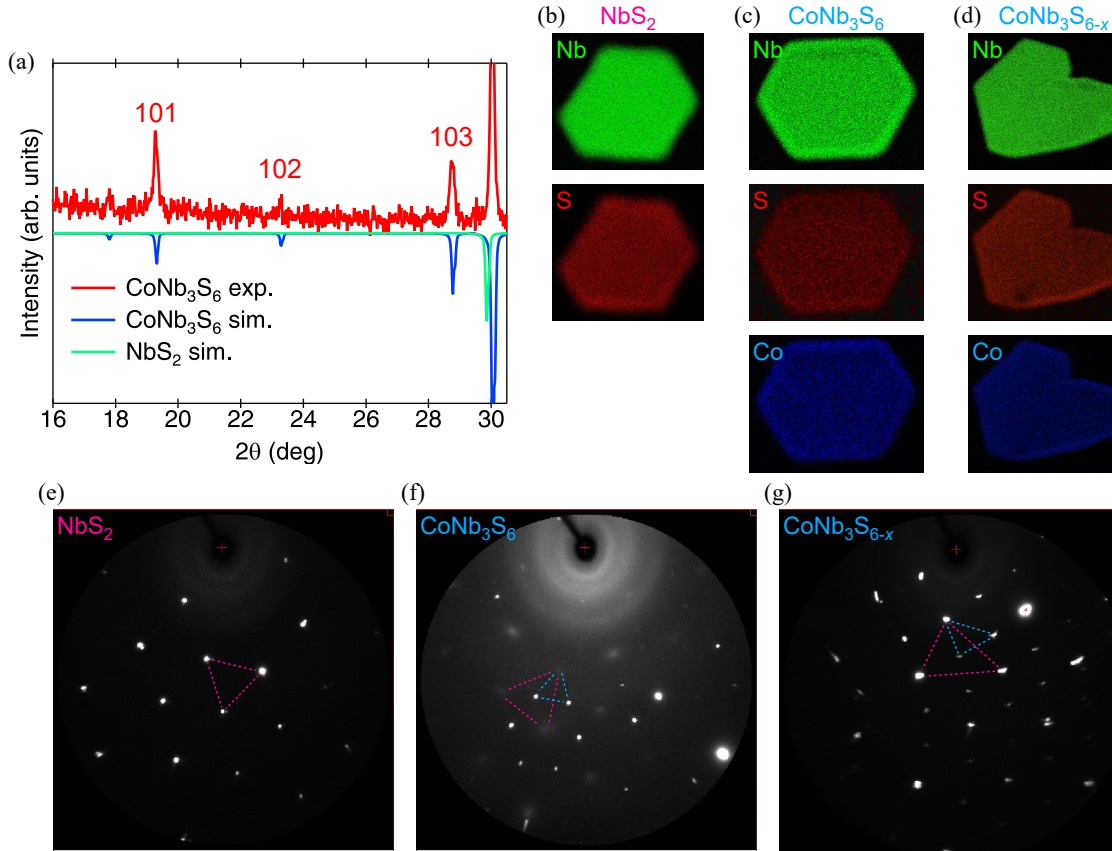 (a)
Intensity (arb. units)
101
102
103
CoNb₃S₆ exp.
CoNb₃S₆ sim.
NbS₂ sim.
16 18 20 22 24 26 28 30
2θ (deg)
(b)
NbS₂
Nb
S
(c)
CoNb₃S₆
Nb
S
Co
(d)
CoNb₃S₆₋ₓ
Nb
S
Co
(e)
NbS₂
(f)
CoNb₃S₆
(g)
CoNb₃S₆₋ₓ